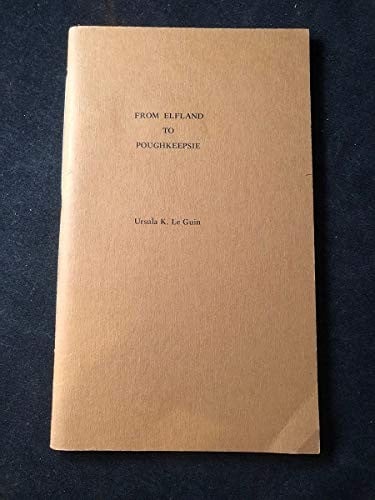 FROM ELFLAND
TO
POUGHKEEPSIE
Ursula K. Le Guin